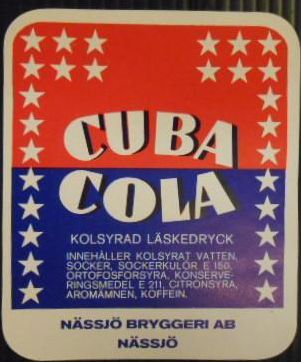 CUBA
COLA
KOLSYRAD LÄSKEDRYCK
INNEHÅLLER KOLSYRAT VATTEN,
SOCKER, SOCKERKULÖR E 150,
ORTOFOSFORSYRA, KONSERVE-
RINGSMEDEL E 211, CITRONSYRA,
AROMÄMNEN, KOFFEIN.
NÄSSJÖ BRYGGERI AB
NÄSSJÖ